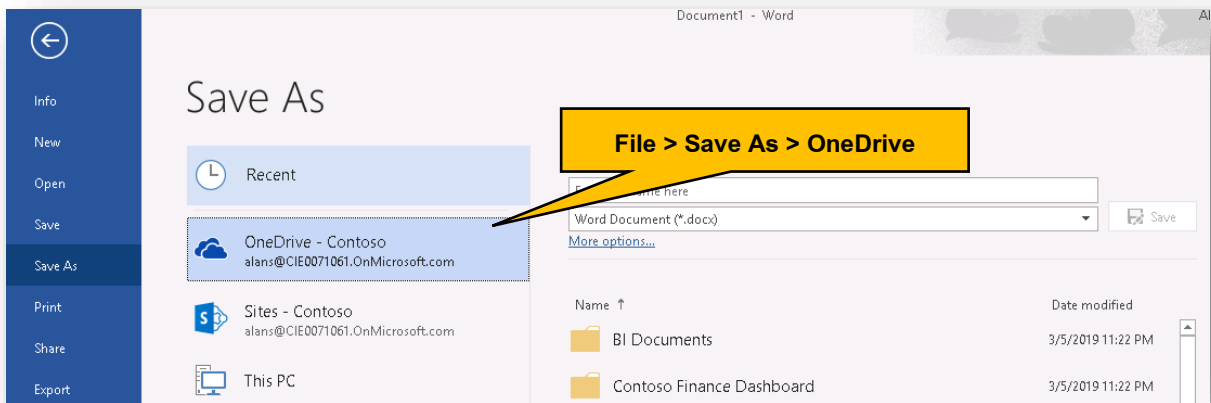 Document1 - Word
Al
Info
New
Open
Save
Save As
Print
Share
Export
Save As
Recent
OneDrive - Contoso
alans@CIE0071061.OnMicrosoft.com
Sites - Contoso
alans@CIE0071061.OnMicrosoft.com
This PC
File > Save As > OneDrive
here
Word Document (*.docx)
Save
More options...
Name ↑
Date modified
BI Documents
3/5/2019 11:22 PM
Contoso Finance Dashboard
3/5/2019 11:22 PM